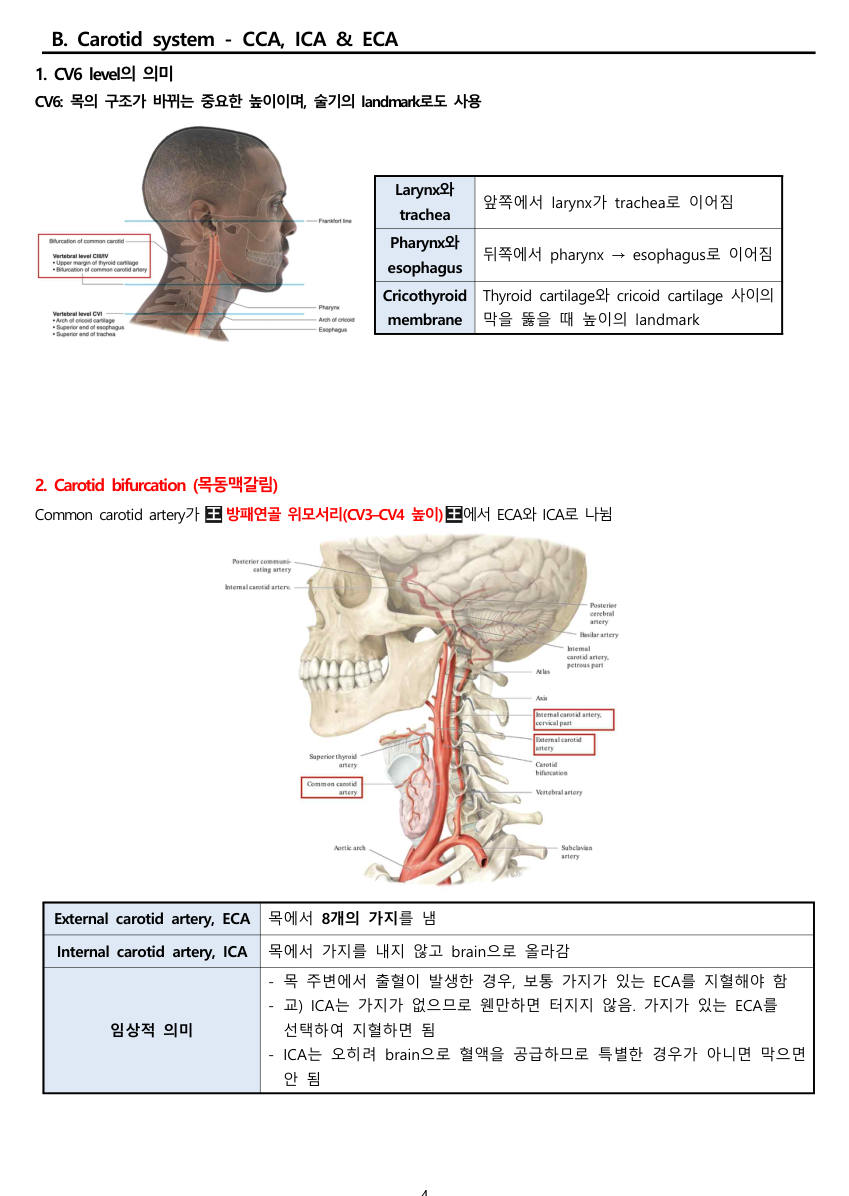 B. Carotid system - CCA, ICA & ECA
1. CV6 level의 의미
CV6: 목의 구조가 바뀌는 중요한 높이이며, 술기의 landmark로도 사용
Frankfort line
Bifurcation of common carotid
Vertebral level CIII/IV
• Upper margin of thyroid cartilage
• Bifurcation of common carotid artery
Vertebral level CVI
• Arch of cricoid cartilage
• Superior end of esophagus
• Superior end of trachea
Pharynx
Arch of cricoid
Esophagus
Larynx와
trachea
앞쪽에서 larynx가 trachea로 이어짐
Pharynx와
esophagus
뒤쪽에서 pharynx → esophagus로 이어짐
Cricothyroid
membrane
Thyroid cartilage와 cricoid cartilage 사이의
막을 뚫을 때 높이의 landmark
2. Carotid bifurcation (목동맥갈림)
Common carotid artery가 王 방패연골 위모서리(CV3–CV4 높이)王에서 ECA와 ICA로 나뉨
Posterior communi-
cating artery
Internal carotid artery.
Posterior
cerebral
artery
Basilar artery
Internal
carotid artery,
petrous part
Atlas
Axis
Internal carotid artery,
cervical part
External carotid
artery
Carotid
bifurcation
Vertebral artery
Superior thyroid
artery
Common carotid
artery
Aortic arch
Subclavian
artery
External carotid artery, ECA
목에서 8개의 가지를 냄
Internal carotid artery, ICA
목에서 가지를 내지 않고 brain으로 올라감
임상적 의미
- 목 주변에서 출혈이 발생한 경우, 보통 가지가 있는 ECA를 지혈해야 함
- 교) ICA는 가지가 없으므로 웬만하면 터지지 않음. 가지가 있는 ECA를
선택하여 지혈하면 됨
- ICA는 오히려 brain으로 혈액을 공급하므로 특별한 경우가 아니면 막으면
안 됨
4